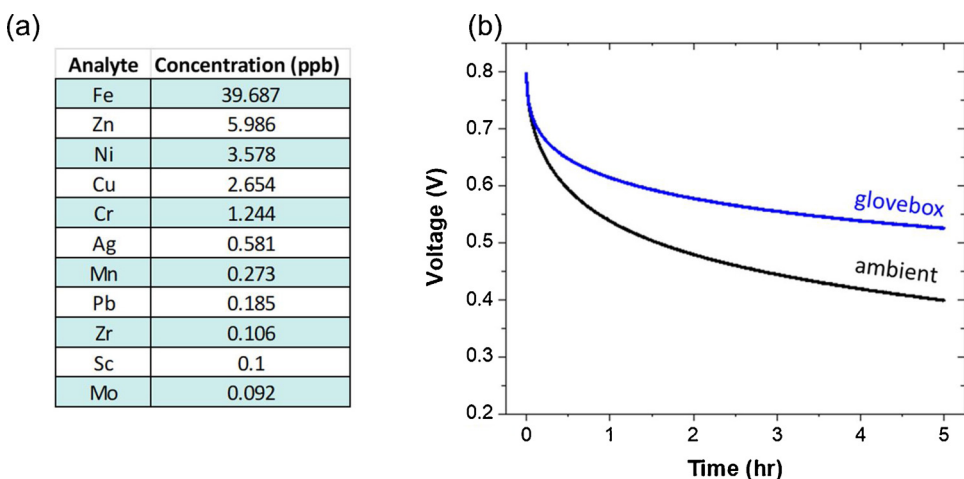 (a)
Analyte Concentration (ppb)
Fe 39.687
Zn 5.986
Ni 3.578
Cu 2.654
Cr 1.244
Ag 0.581
Mn 0.273
Pb 0.185
Zr 0.106
Sc 0.1
Mo 0.092
(b)
Voltage (V)
0.8
0.7
0.6
0.5
0.4
0.3
0.2
glovebox
ambient
0 1 2 3 4 5
Time (hr)